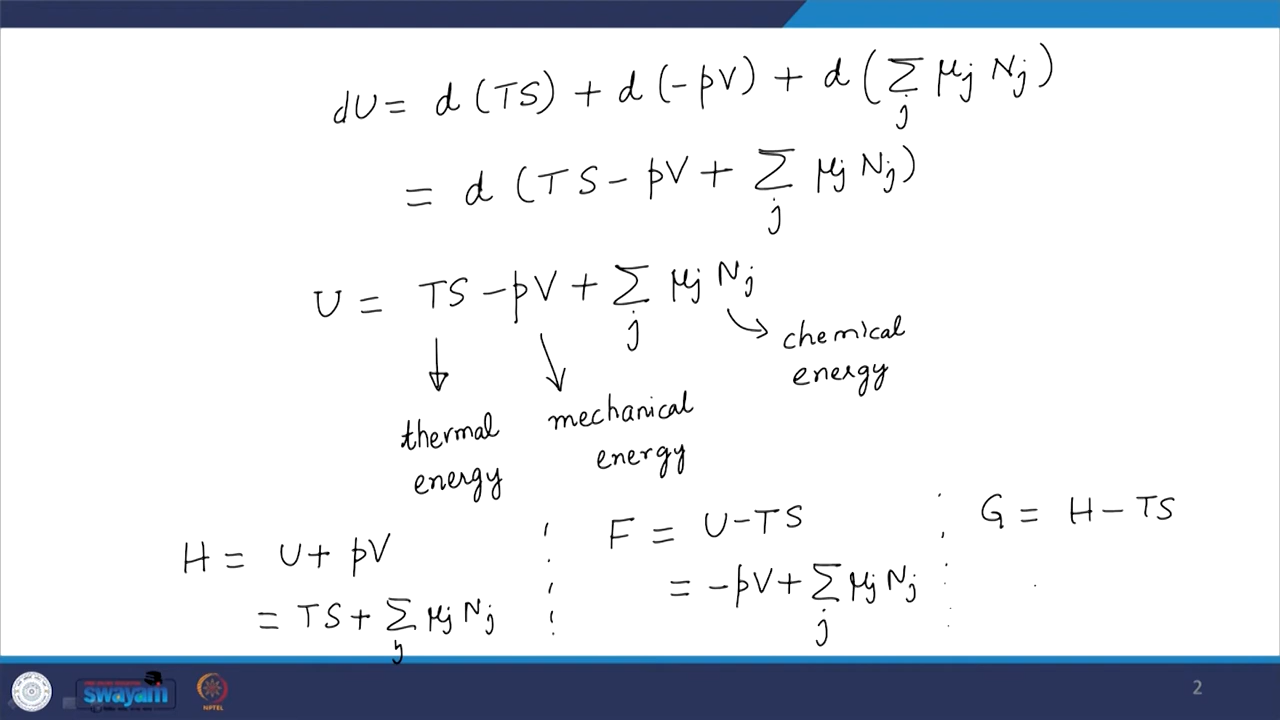 dU = d (TS) + d (-pV) + d (∑_j μ_j N_j)
= d (TS - pV + ∑_j μ_j N_j)
U = TS - pV + ∑_j μ_j N_j
thermal energy
mechanical energy
chemical energy
H = U + pV
= TS + ∑_j μ_j N_j
F = U - TS
= -pV + ∑_j μ_j N_j
G = H - TS
swayam
NPTEL
2